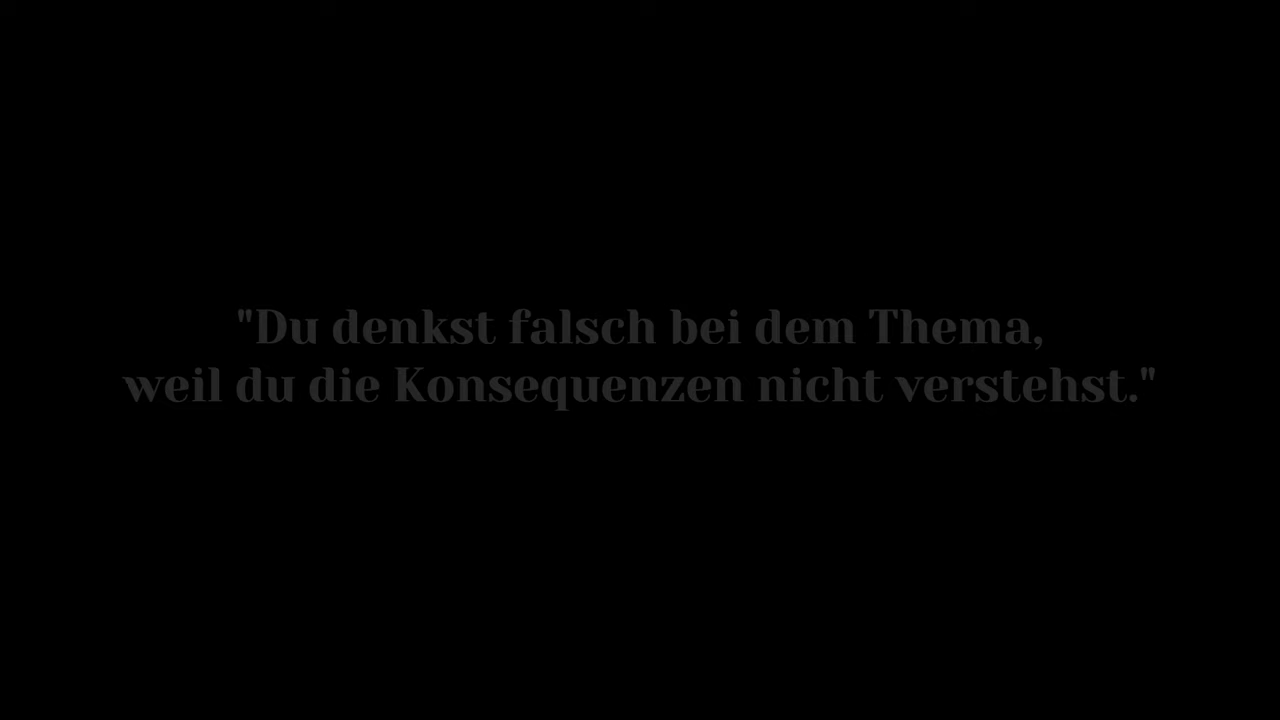 "Du denkst falsch bei dem Thema,
weil du die Konsequenzen nicht verstehst."